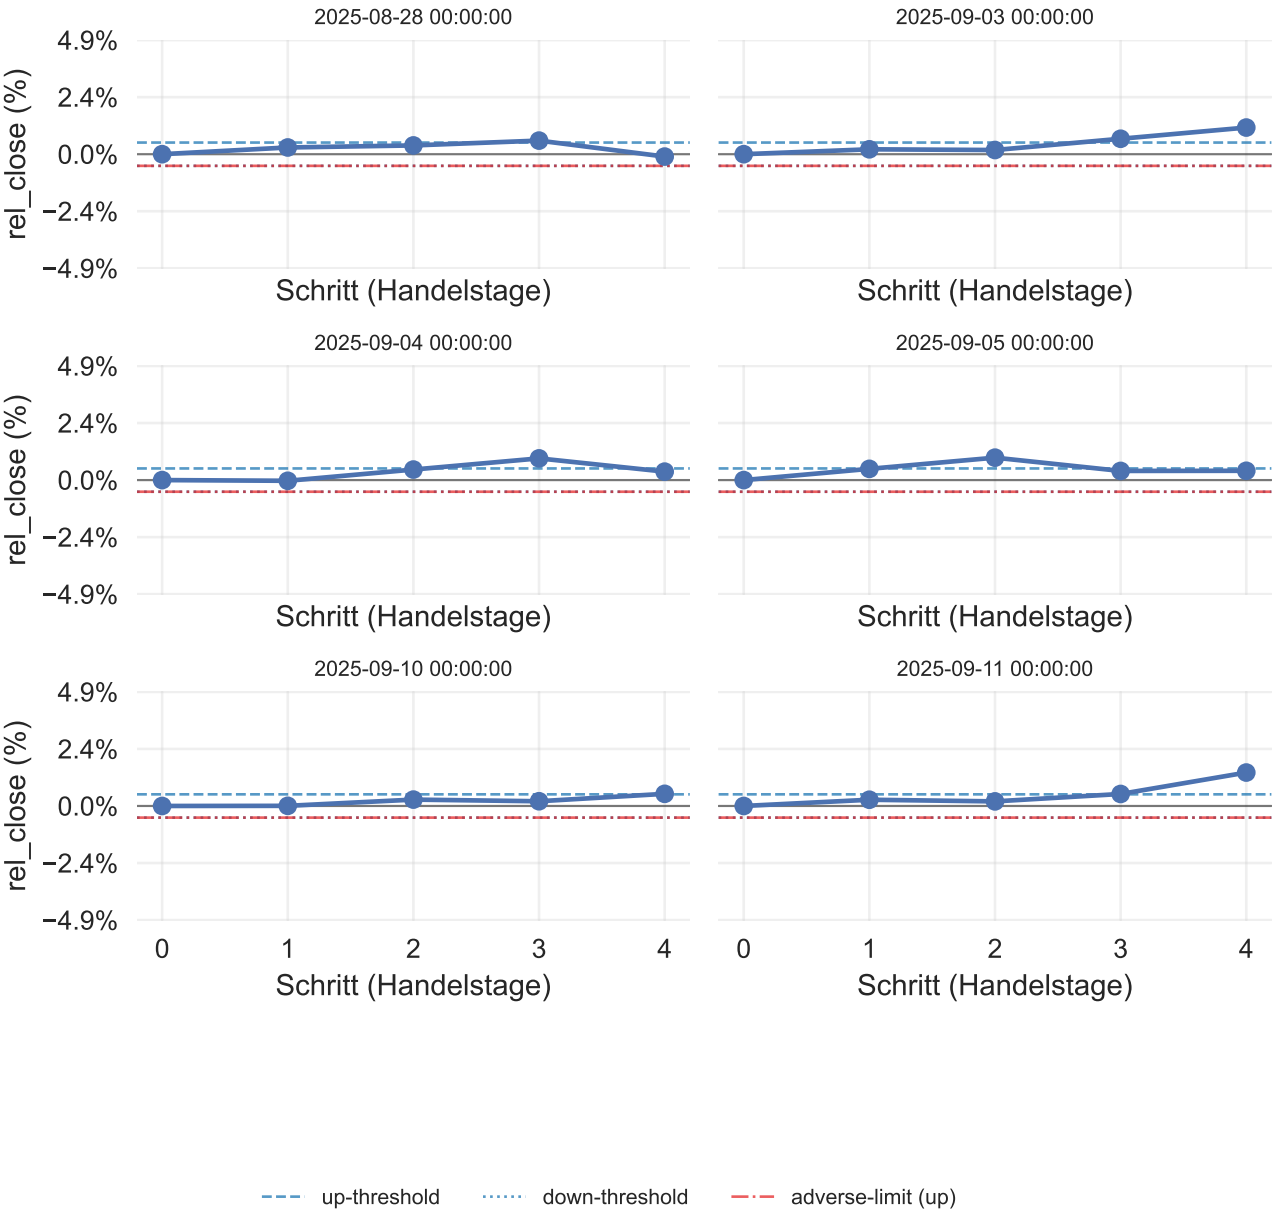 2025-08-28 00:00:00
2025-09-03 00:00:00
4.9%
2.4%
0.0%
−2.4%
−4.9%
rel_close (%)
Schritt (Handelstage)
Schritt (Handelstage)
2025-09-04 00:00:00
2025-09-05 00:00:00
4.9%
2.4%
0.0%
−2.4%
−4.9%
rel_close (%)
Schritt (Handelstage)
Schritt (Handelstage)
2025-09-10 00:00:00
2025-09-11 00:00:00
4.9%
2.4%
0.0%
−2.4%
−4.9%
rel_close (%)
0 1 2 3 4
0 1 2 3 4
Schritt (Handelstage)
Schritt (Handelstage)
up-threshold
down-threshold
adverse-limit (up)